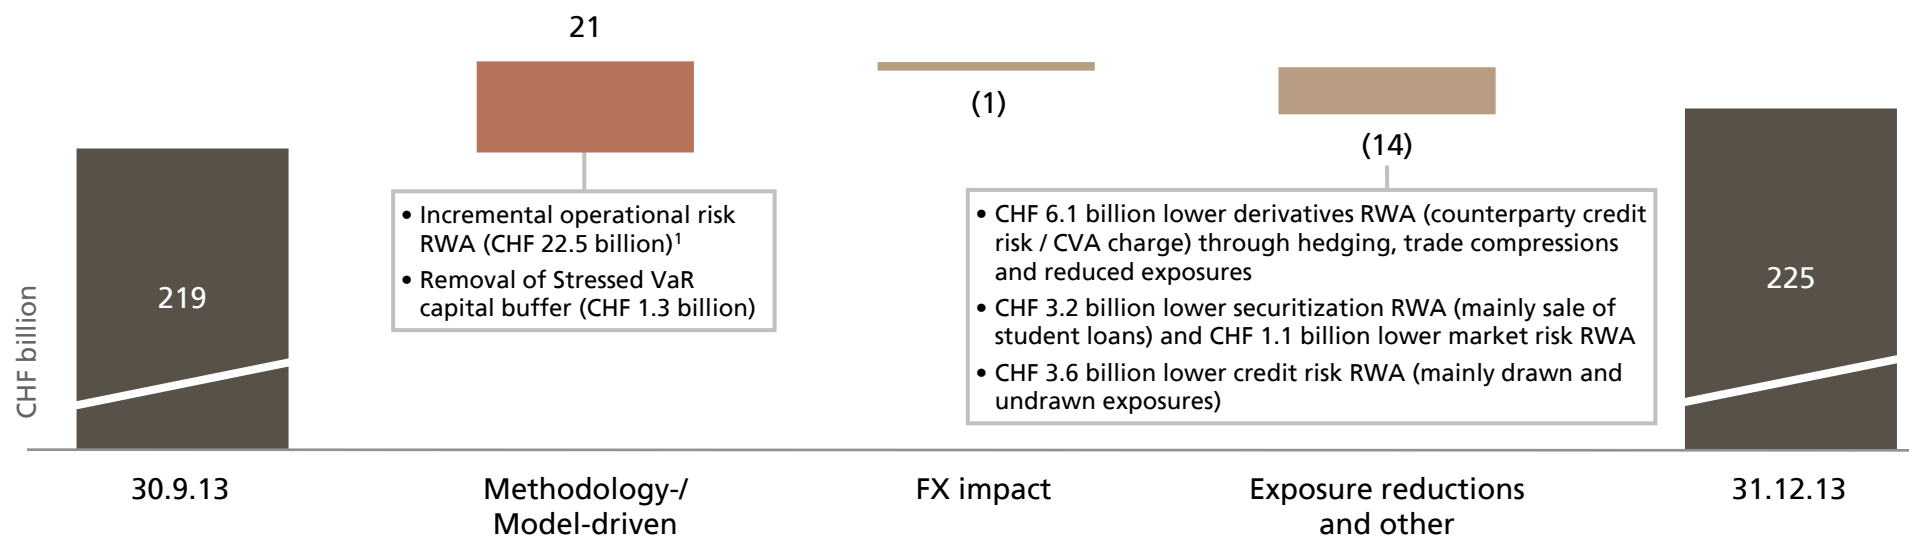 CHF billion
219
21
• Incremental operational risk
RWA (CHF 22.5 billion)¹
• Removal of Stressed VaR
capital buffer (CHF 1.3 billion)
(1)
(14)
• CHF 6.1 billion lower derivatives RWA (counterparty credit
risk / CVA charge) through hedging, trade compressions
and reduced exposures
• CHF 3.2 billion lower securitization RWA (mainly sale of
student loans) and CHF 1.1 billion lower market risk RWA
• CHF 3.6 billion lower credit risk RWA (mainly drawn and
undrawn exposures)
225
30.9.13
Methodology-/
Model-driven
FX impact
Exposure reductions
and other
31.12.13